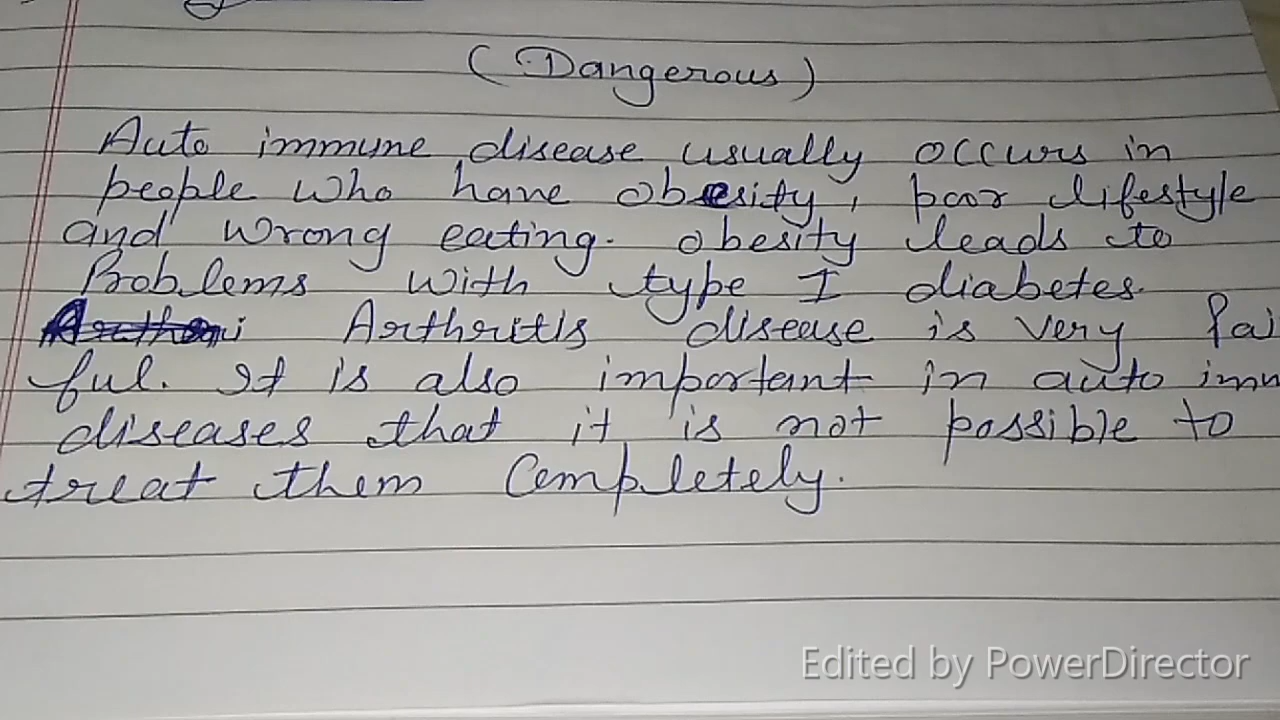 (Dangerous)
Auto immune disease usually occurs in
people who have obesity, poor lifestyle
and wrong eating. obesity leads to
Problems with type I diabetes.
Arthritis disease is very Pai
ful. It is also important in auto imu
diseases that it is not possible to
treat them Completely.
Edited by PowerDirector